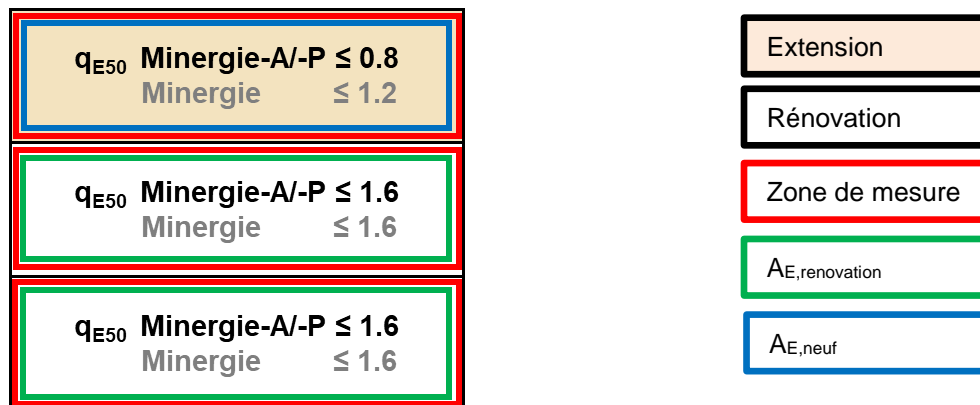 qE50 Minergie-A/-P ≤ 0.8
Minergie ≤ 1.2
qE50 Minergie-A/-P ≤ 1.6
Minergie ≤ 1.6
qE50 Minergie-A/-P ≤ 1.6
Minergie ≤ 1.6
Extension
Rénovation
Zone de mesure
AE,renovation
AE,neuf